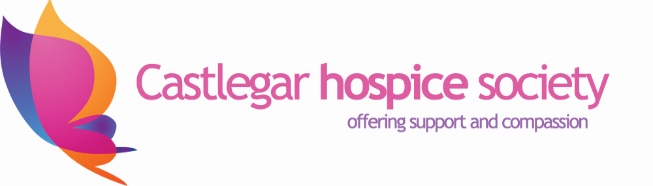 Castlegar hospice society
offering support and compassion